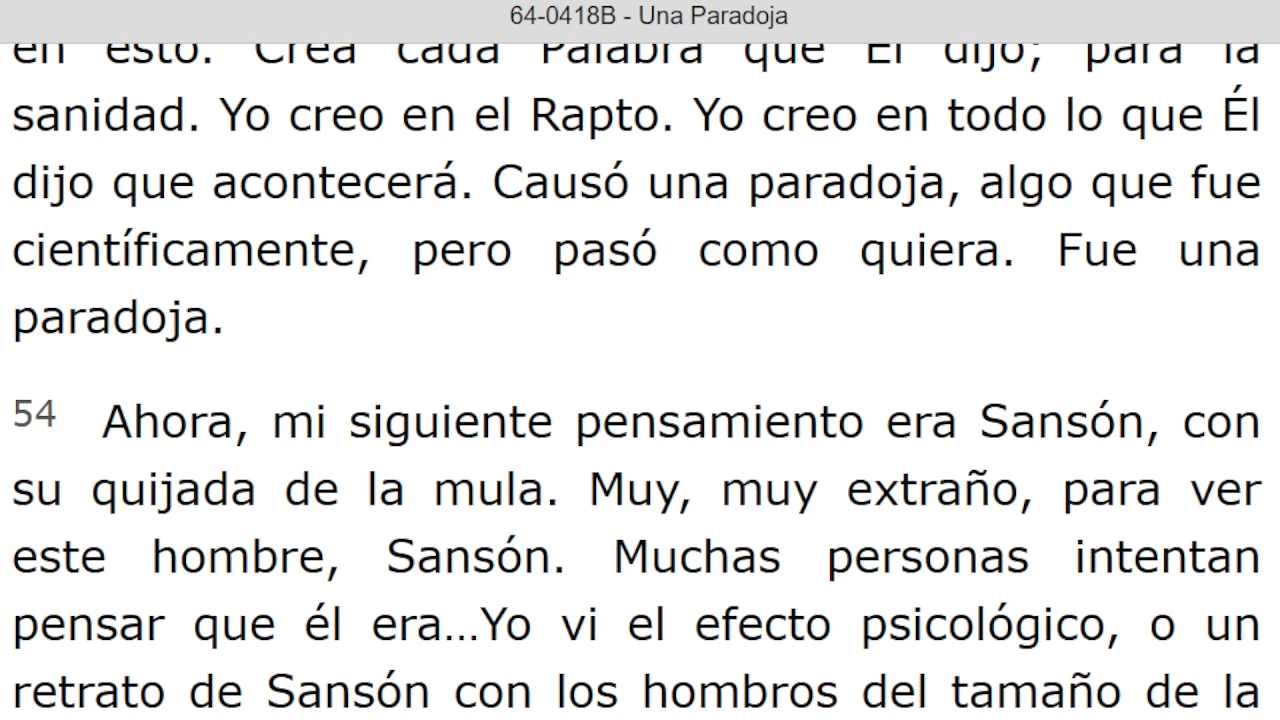 64-0418B - Una Paradoja
en esto. Crea cada Palabra que Él dijo; para la
sanidad. Yo creo en el Rapto. Yo creo en todo lo que Él
dijo que acontecerá. Causó una paradoja, algo que fue
científicamente, pero pasó como quiera. Fue una
paradoja.
54 Ahora, mi siguiente pensamiento era Sansón, con
su quijada de la mula. Muy, muy extraño, para ver
este hombre, Sansón. Muchas personas intentan
pensar que él era...Yo vi el efecto psicológico, o un
retrato de Sansón con los hombros del tamaño de la